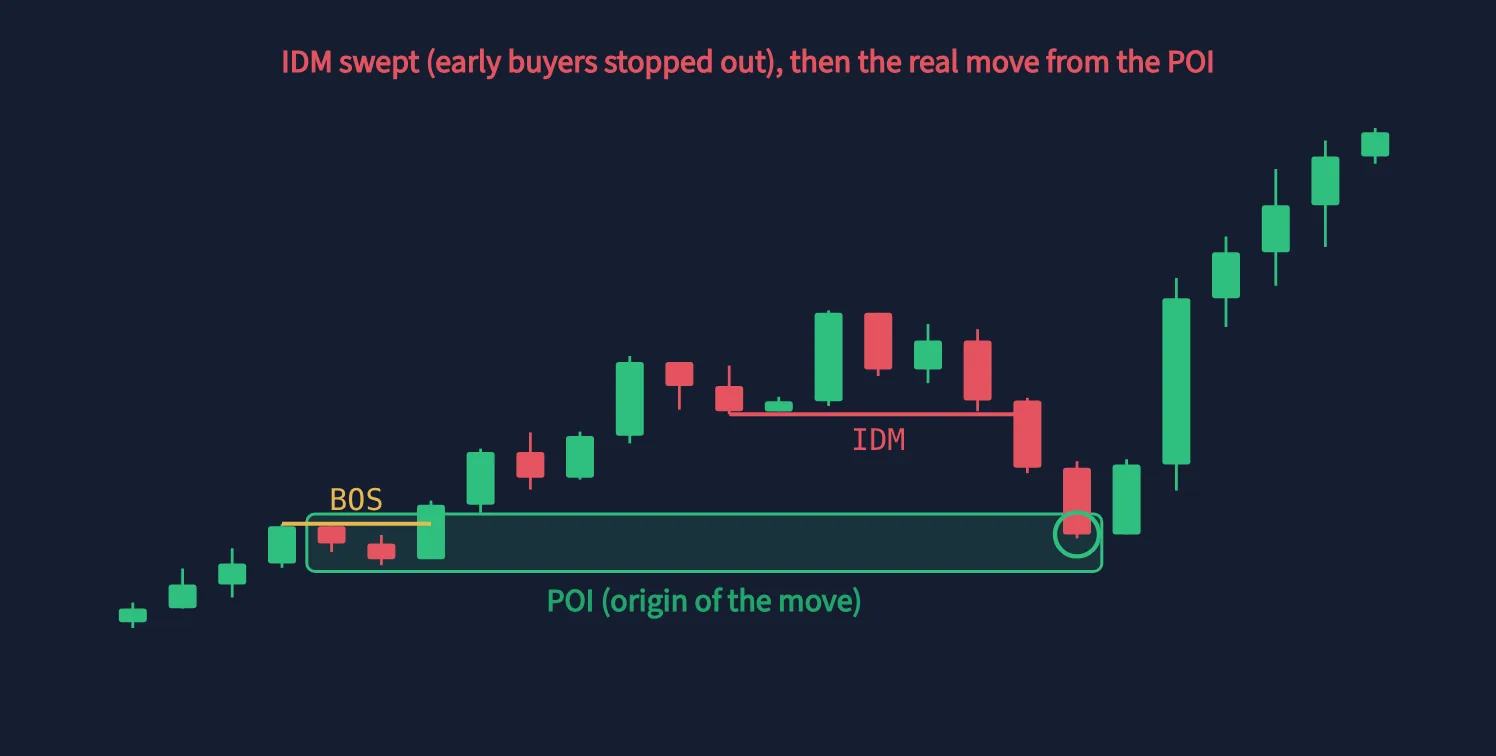 IDM swept (early buyers stopped out), then the real move from the POI
IDM
BOS
POI (origin of the move)